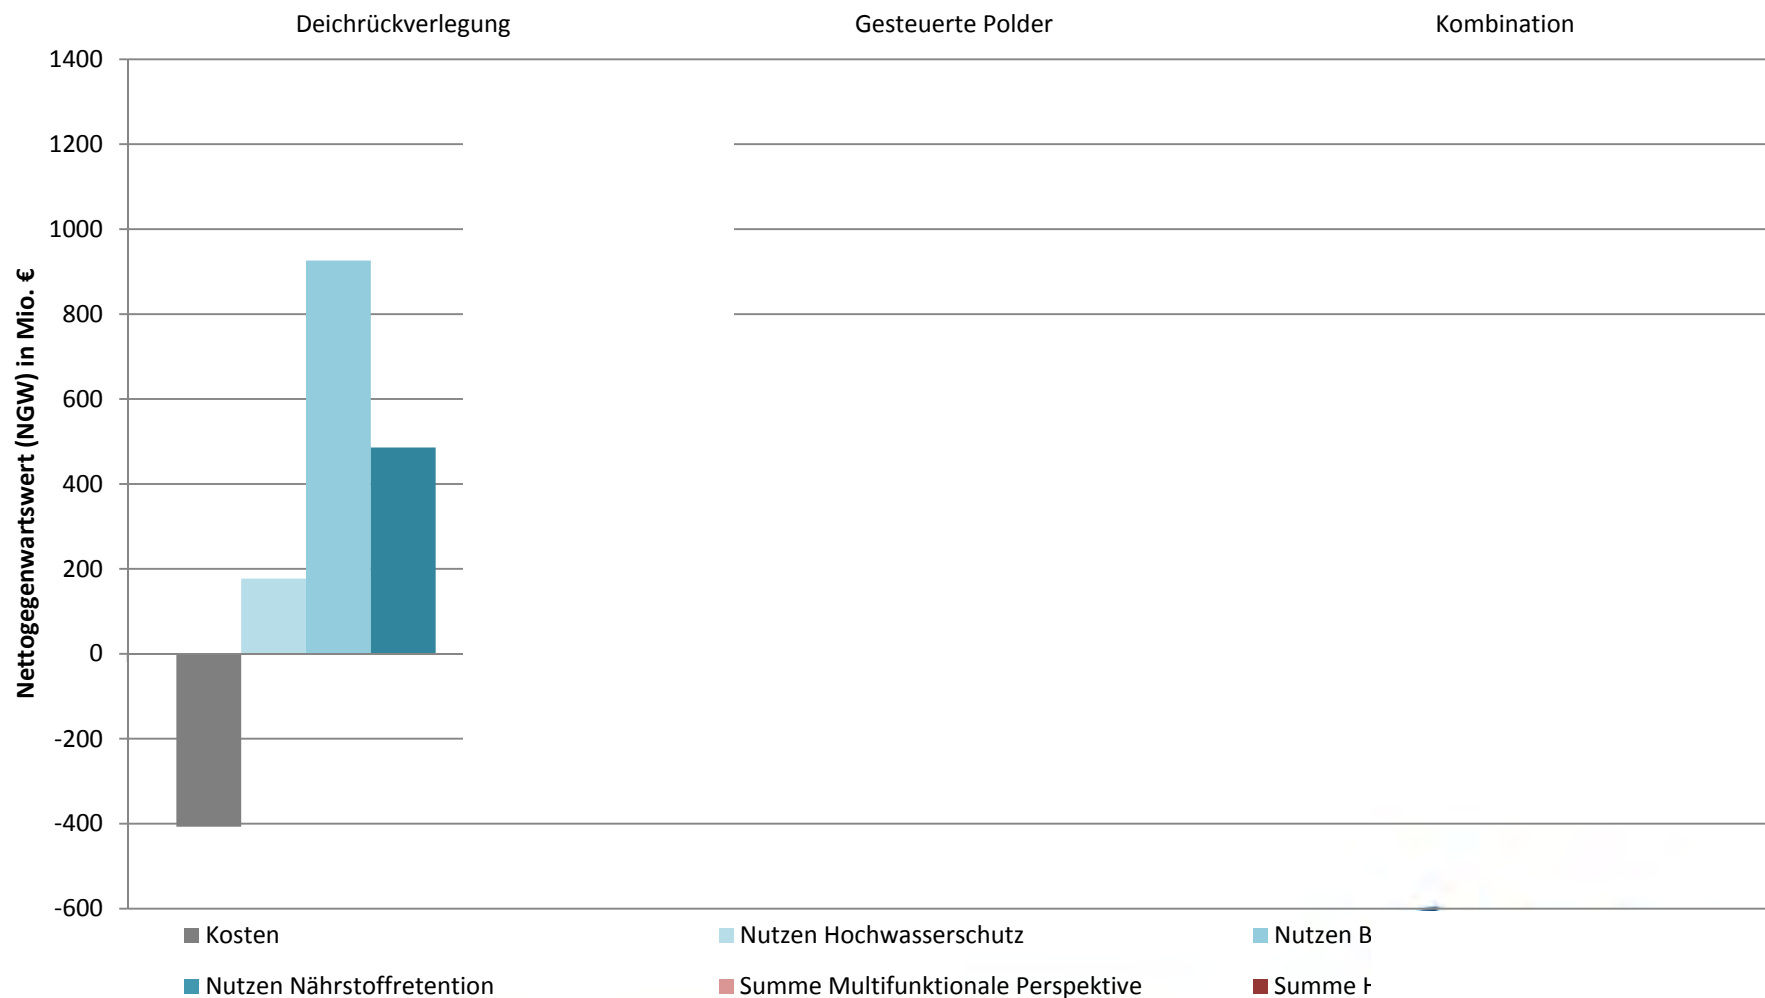 Deichrückverlegung Gesteuerte Polder Kombination
1400
1200
1000
800
600
400
200
0
-200
-400
-600
Nettogegenwartswert (NGW) in Mio. €
Kosten Nutzen Hochwasserschutz Nutzen B
Nutzen Nährstoffretention Summe Multifunktionale Perspektive Summe H